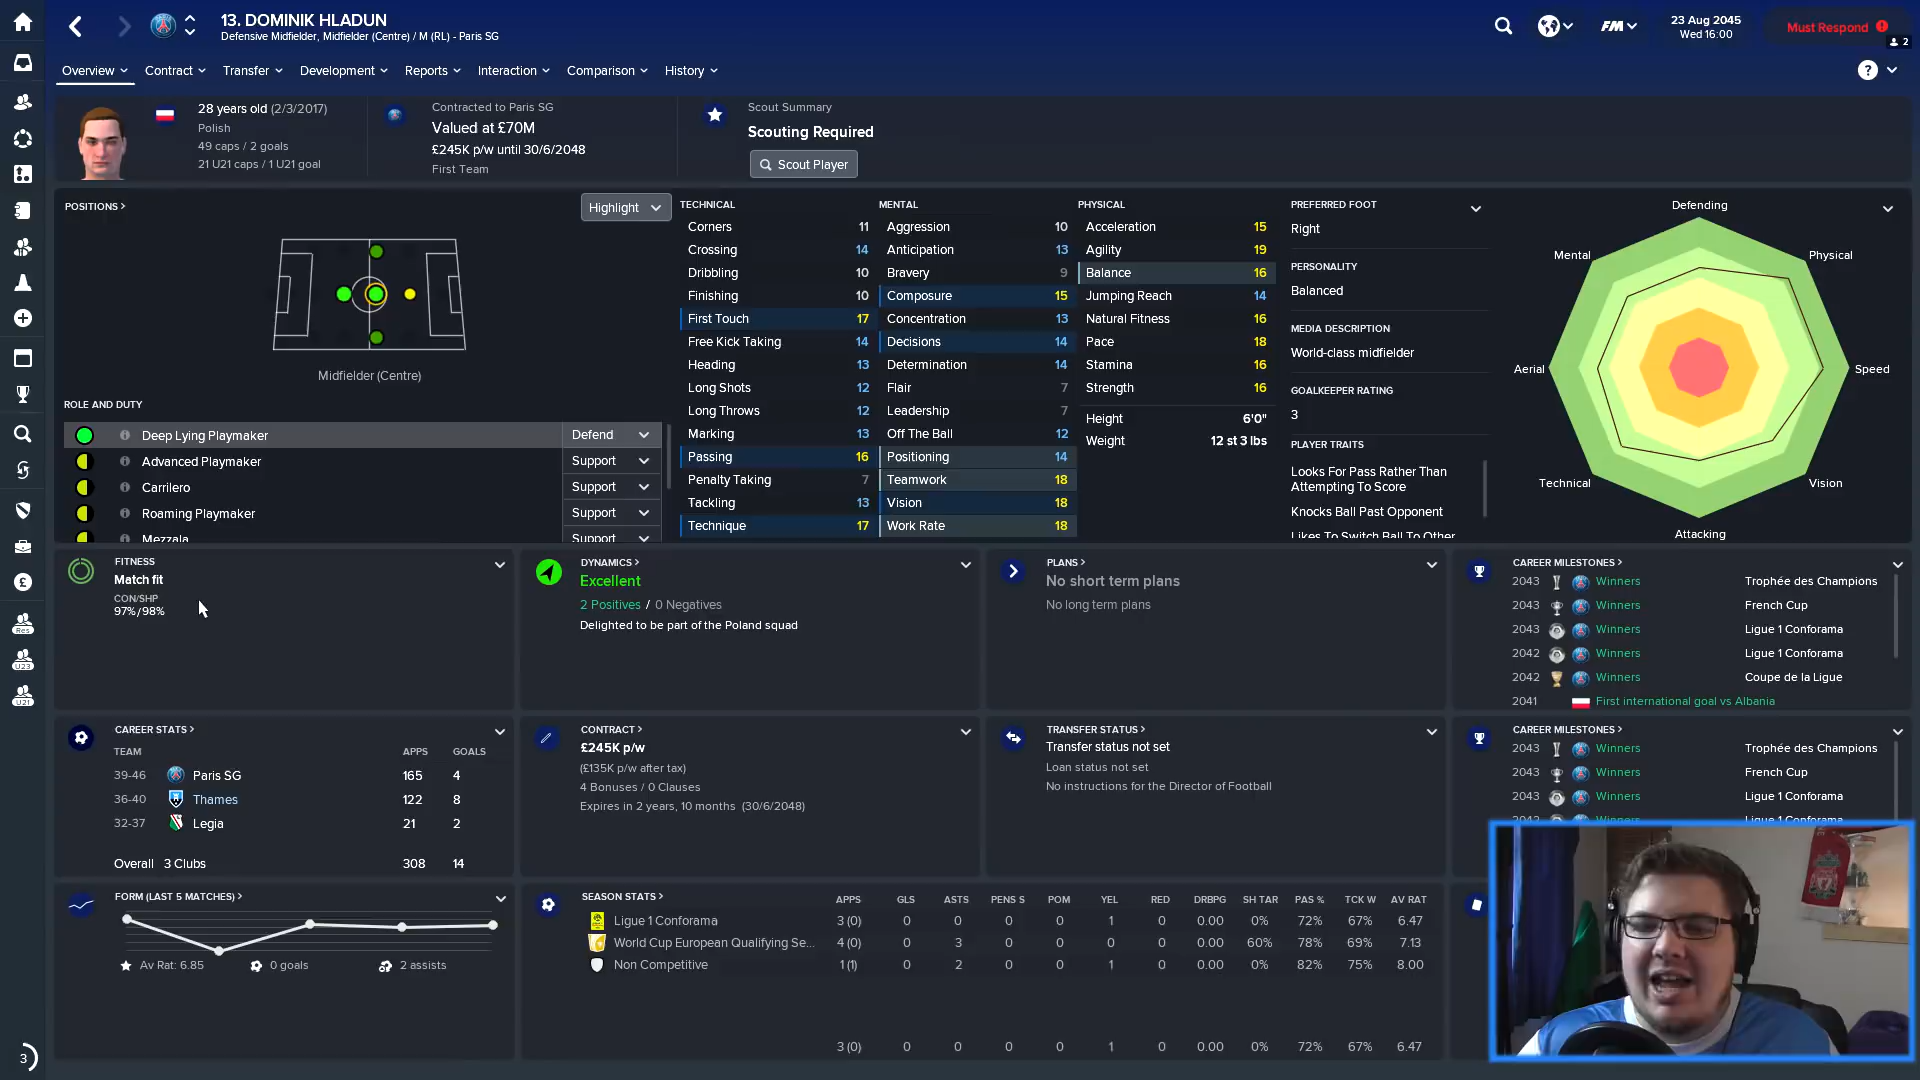 13. DOMINIK HLADUN
Defensive Midfielder, Midfielder (Centre) / M (RL) - Paris SG
FM
23 Aug 2045
Wed 16:00
Must Respond
2
Overview
Contract
Transfer
Development
Reports
Interaction
Comparison
History
?
28 years old (2/3/2017)
Polish
49 caps / 2 goals
21 U21 caps / 1 U21 goal
Contracted to Paris SG
Valued at £70M
£245K p/w until 30/6/2048
First Team
Scout Summary
Scouting Required
Scout Player
POSITIONS >
Highlight
Midfielder (Centre)
ROLE AND DUTY
Deep Lying Playmaker Defend
Advanced Playmaker Support
Carrilero Support
Roaming Playmaker Support
Mezzala Support
TECHNICAL
Corners 11
Crossing 14
Dribbling 10
Finishing 10
First Touch 17
Free Kick Taking 14
Heading 13
Long Shots 12
Long Throws 12
Marking 13
Passing 16
Penalty Taking 7
Tackling 13
Technique 17
MENTAL
Aggression 10
Anticipation 13
Bravery 9
Composure 15
Concentration 13
Decisions 14
Determination 14
Flair 7
Leadership 7
Off The Ball 12
Positioning 14
Teamwork 18
Vision 18
Work Rate 18
PHYSICAL
Acceleration 15
Agility 19
Balance 16
Jumping Reach 14
Natural Fitness 16
Pace 18
Stamina 16
Strength 16
Height 6'0"
Weight 12 st 3 lbs
PREFERRED FOOT
Right
PERSONALITY
Balanced
MEDIA DESCRIPTION
World-class midfielder
GOALKEEPER RATING
3
PLAYER TRAITS
Looks For Pass Rather Than
Attempting To Score
Knocks Ball Past Opponent
Likes To Switch Ball To Other
Defending
Mental
Physical
Aerial
Speed
Technical
Vision
Attacking
FITNESS
Match fit
CON/SHP
97%/98%
DYNAMICS >
Excellent
2 Positives / 0 Negatives
Delighted to be part of the Poland squad
PLANS >
No short term plans
No long term plans
CAREER MILESTONES >
2043 Winners Trophée des Champions
2043 Winners French Cup
2043 Winners Ligue 1 Conforama
2042 Winners Ligue 1 Conforama
2042 Winners Coupe de la Ligue
2041 First international goal vs Albania
CAREER STATS >
TEAM APPS GOALS
39-46 Paris SG 165 4
36-40 Thames 122 8
32-37 Legia 21 2
Overall 3 Clubs 308 14
CONTRACT >
£245K p/w
(£135K p/w after tax)
4 Bonuses / 0 Clauses
Expires in 2 years, 10 months (30/6/2048)
TRANSFER STATUS >
Transfer status not set
Loan status not set
No instructions for the Director of Football
CAREER MILESTONES >
2043 Winners Trophée des Champions
2043 Winners French Cup
2043 Winners Ligue 1 Conforama
2042 Winners Ligue 1 Conforama
FORM (LAST 5 MATCHES) >
Av Rat: 6.85
0 goals
2 assists
SEASON STATS > APPS GLS ASTS PENS S POM YEL RED DRBPG SH TAR PAS % TCK W AV RAT
Ligue 1 Conforama 3 (0) 0 0 0 0 1 0 0.00 0% 72% 67% 6.47
World Cup European Qualifying Se... 4 (0) 0 3 0 0 0 0 0.00 60% 78% 69% 7.13
Non Competitive 1 (1) 0 2 0 0 1 0 0.00 0% 82% 75% 8.00
3 (0) 0 0 0 0 1 0 0.00 0% 72% 67% 6.47
Res
U23
U21
£
3